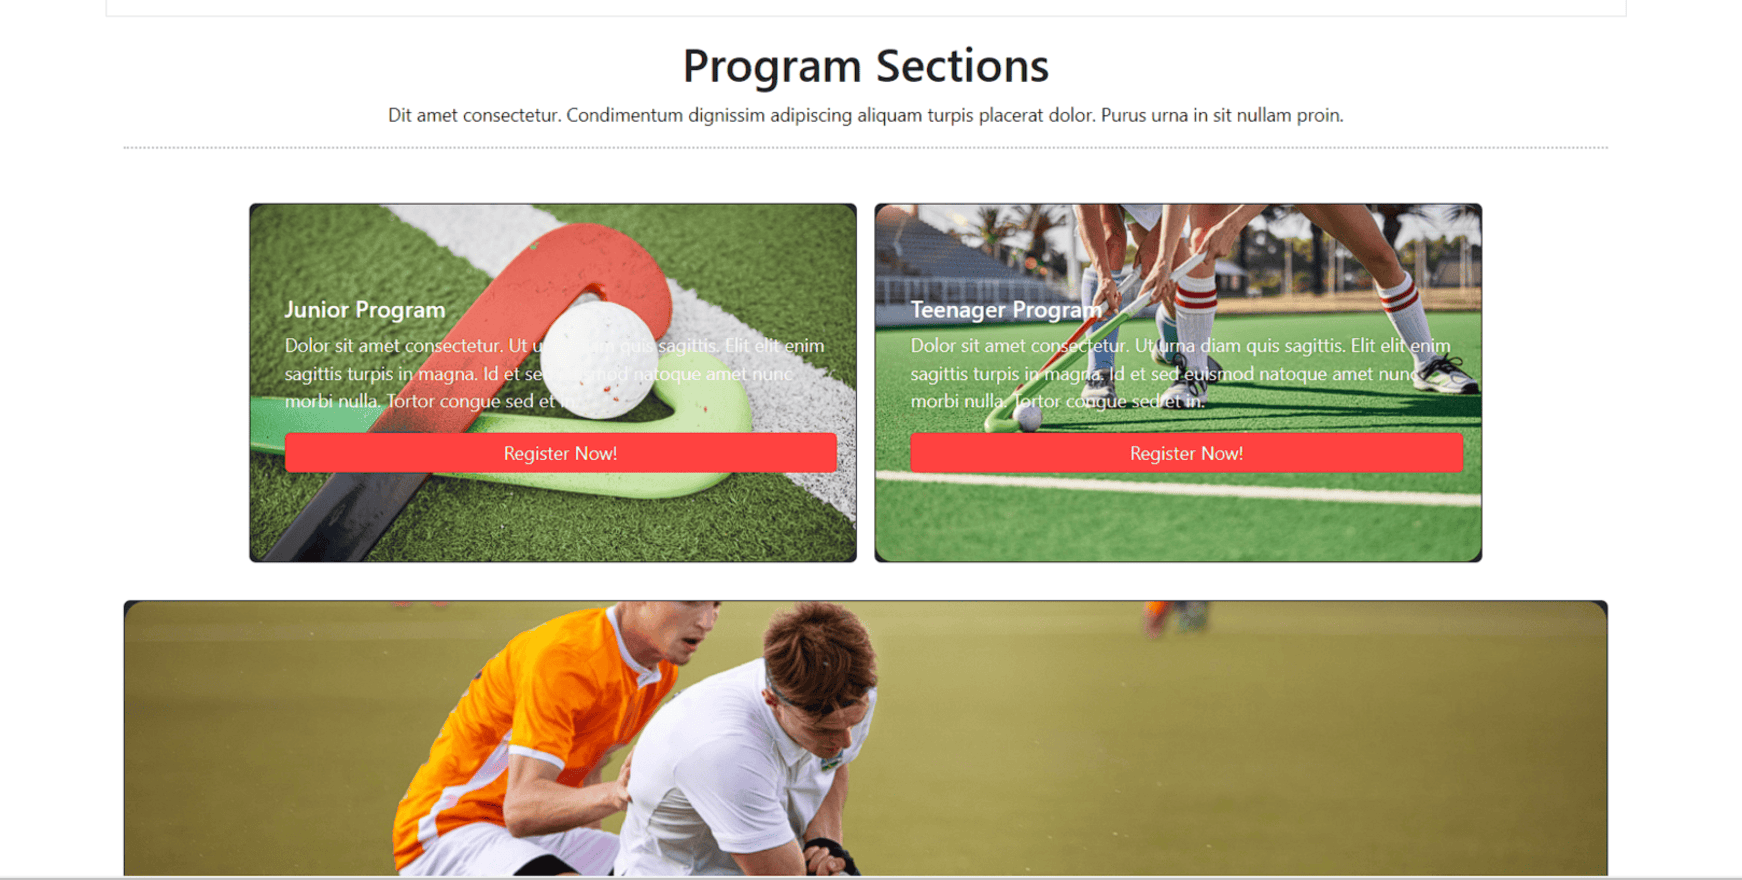 Program Sections
Dit amet consectetur. Condimentum dignissim adipiscing aliquam turpis placerat dolor. Purus urna in sit nullam proin.
Junior Program
Dolor sit amet consectetur. Ut quis sagittis. Elit elit enim
sagittis turpis in magna. Id et sed natoque amet nunc
morbi nulla. Tortor congue sed et in.
Register Now!
Teenager Program
Dolor sit amet consectetur. Ut urna diam quis sagittis. Elit elit enim
sagittis turpis in magna. Id et sed euismod natoque amet nunc
morbi nulla. Tortor congue sed et in.
Register Now!